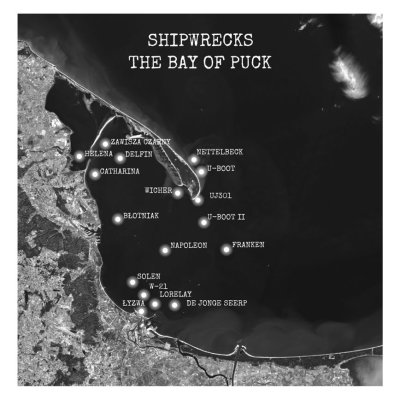 SHIPWRECKS
THE BAY OF PUCK
ZAWISZA CZARNY
HELENA
DELFIN
NETTELBECK
U-BOOT
CATHARINA
WICHER
UJ301
BŁOTNIAK
U-BOOT II
NAPOLEON
FRANKEN
SOLEN
W-21
LORELAY
ŁYZWA
DE JONGE SEERP